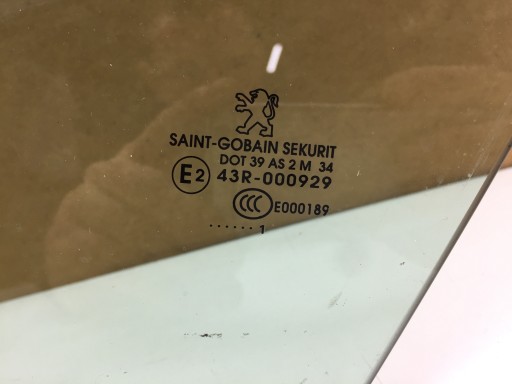 SAINT-GOBAIN SEKURIT
DOT 39 AS 2 M 34
E2 43R-000929
CCC E000189
...... 1